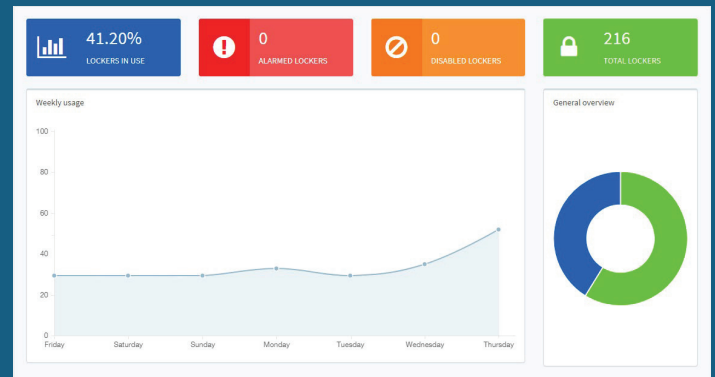 41.20%
LOCKERS IN USE
0
ALARMED LOCKERS
0
DISABLED LOCKERS
216
TOTAL LOCKERS
Weekly usage
100
80
60
40
20
0
Friday Saturday Sunday Monday Tuesday Wednesday Thursday
General overview